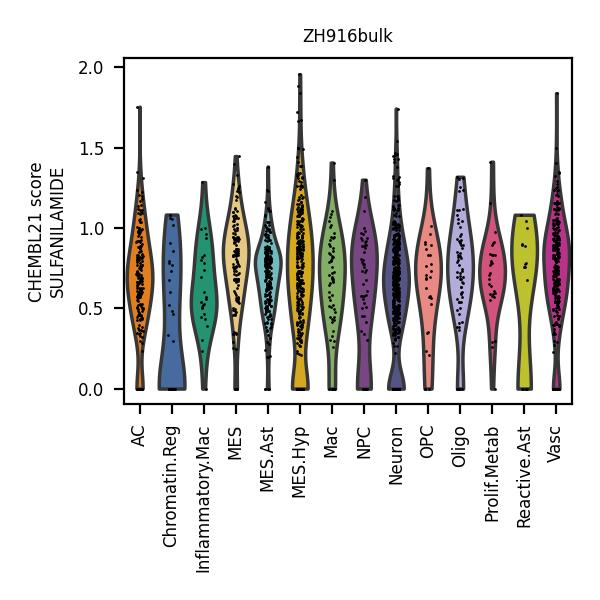 ZH916bulk
CHEMBL21 score
SULFANILAMIDE
2.0
1.5
1.0
0.5
0.0
AC
Chromatin.Reg
Inflammatory.Mac
MES
MES.Ast
MES.Hyp
Mac
NPC
Neuron
OPC
Oligo
Prolif.Metab
Reactive.Ast
Vasc